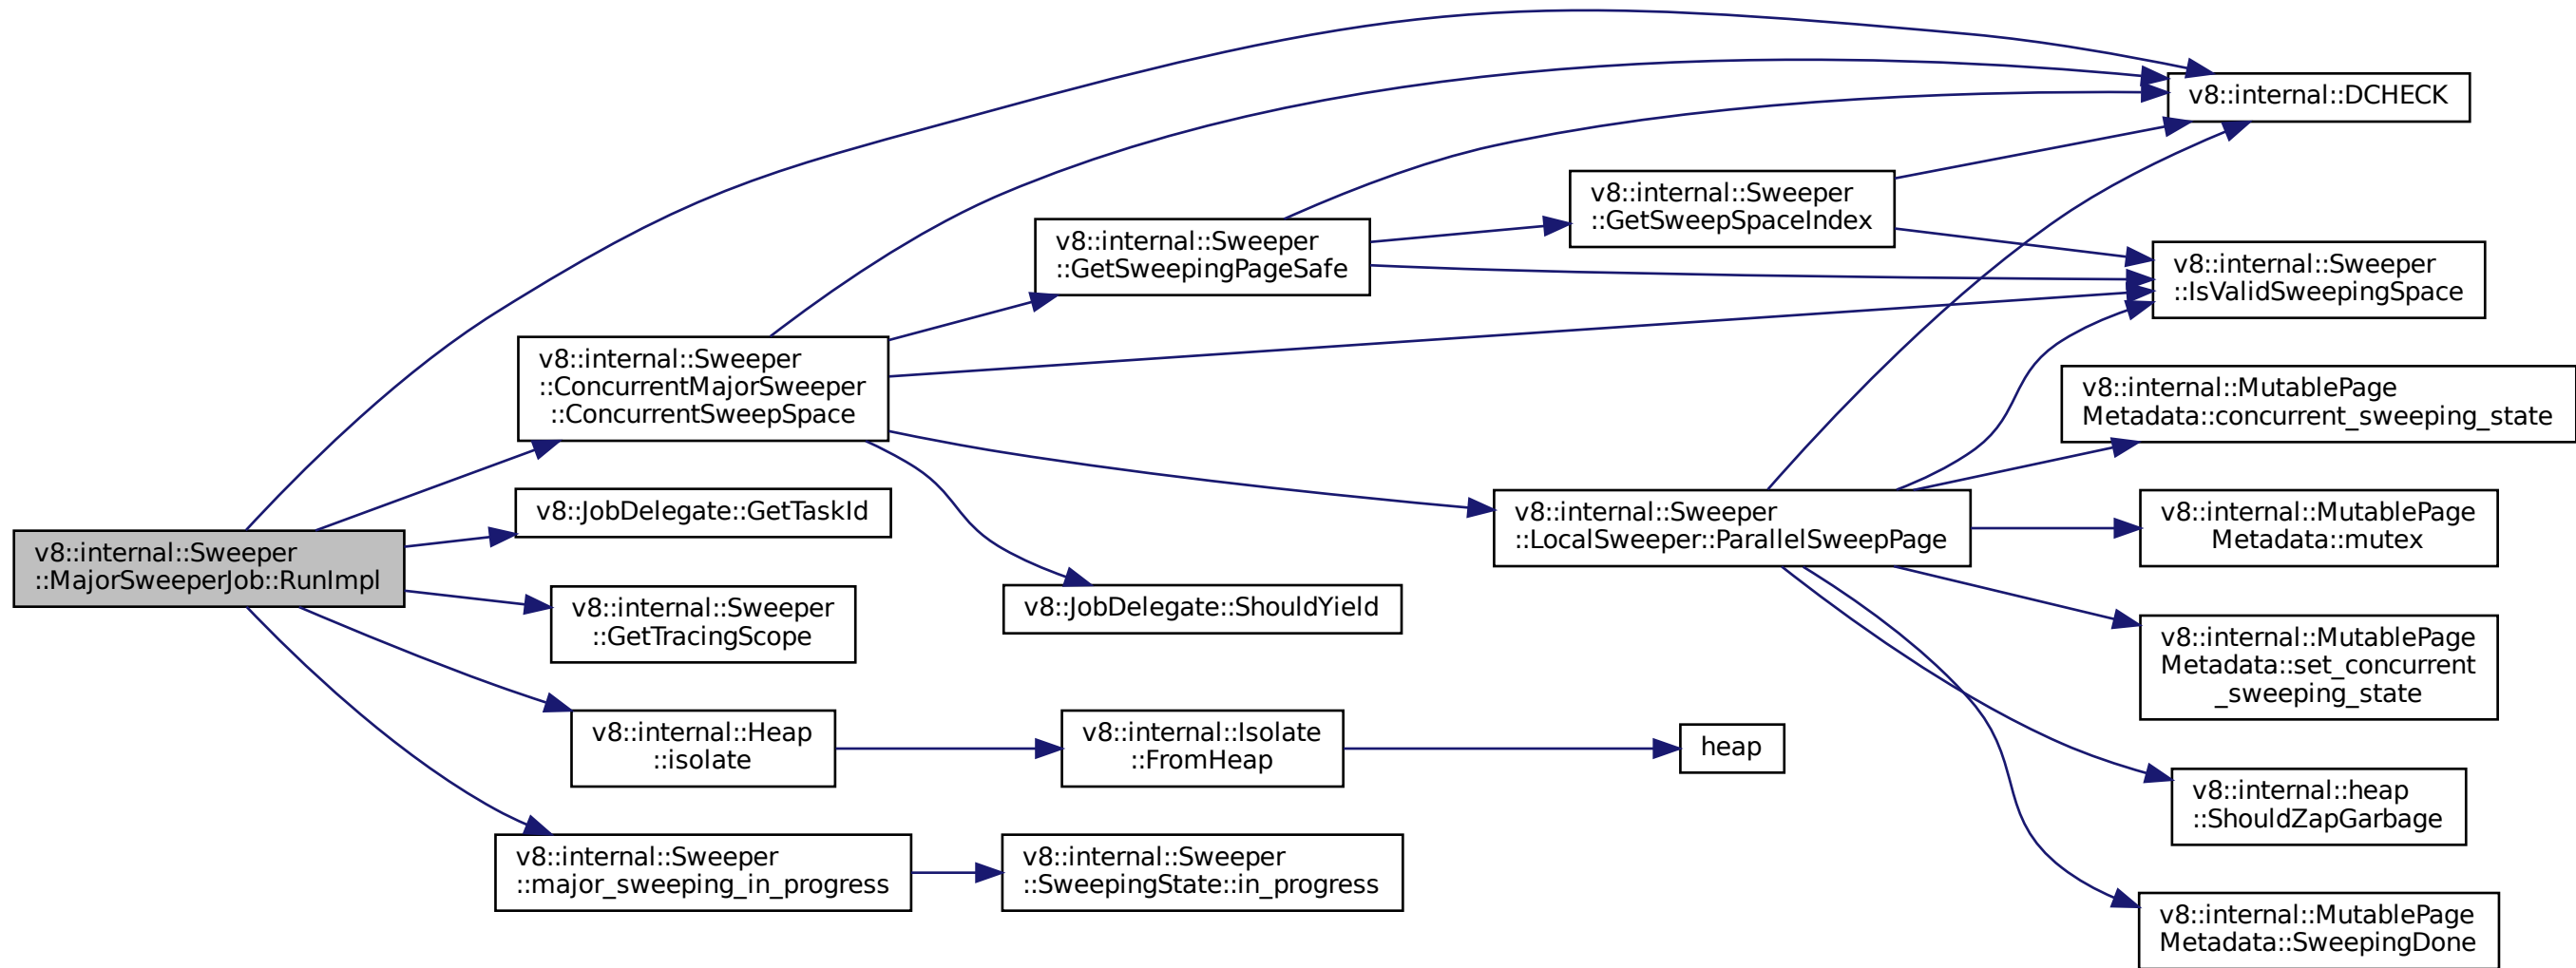 v8::internal::Sweeper
::MajorSweeperJob::RunImpl
v8::internal::DCHECK
v8::internal::Sweeper
::ConcurrentMajorSweeper
::ConcurrentSweepSpace
v8::internal::Sweeper
::GetSweepingPageSafe
v8::internal::Sweeper
::GetSweepSpaceIndex
v8::internal::Sweeper
::IsValidSweepingSpace
v8::internal::Sweeper
::LocalSweeper::ParallelSweepPage
v8::internal::MutablePage
Metadata::concurrent_sweeping_state
v8::internal::MutablePage
Metadata::mutex
v8::internal::MutablePage
Metadata::set_concurrent
_sweeping_state
v8::internal::heap
::ShouldZapGarbage
v8::internal::MutablePage
Metadata::SweepingDone
v8::JobDelegate::ShouldYield
v8::JobDelegate::GetTaskId
v8::internal::Sweeper
::GetTracingScope
v8::internal::Heap
::isolate
v8::internal::Isolate
::FromHeap
heap
v8::internal::Sweeper
::major_sweeping_in_progress
v8::internal::Sweeper
::SweepingState::in_progress